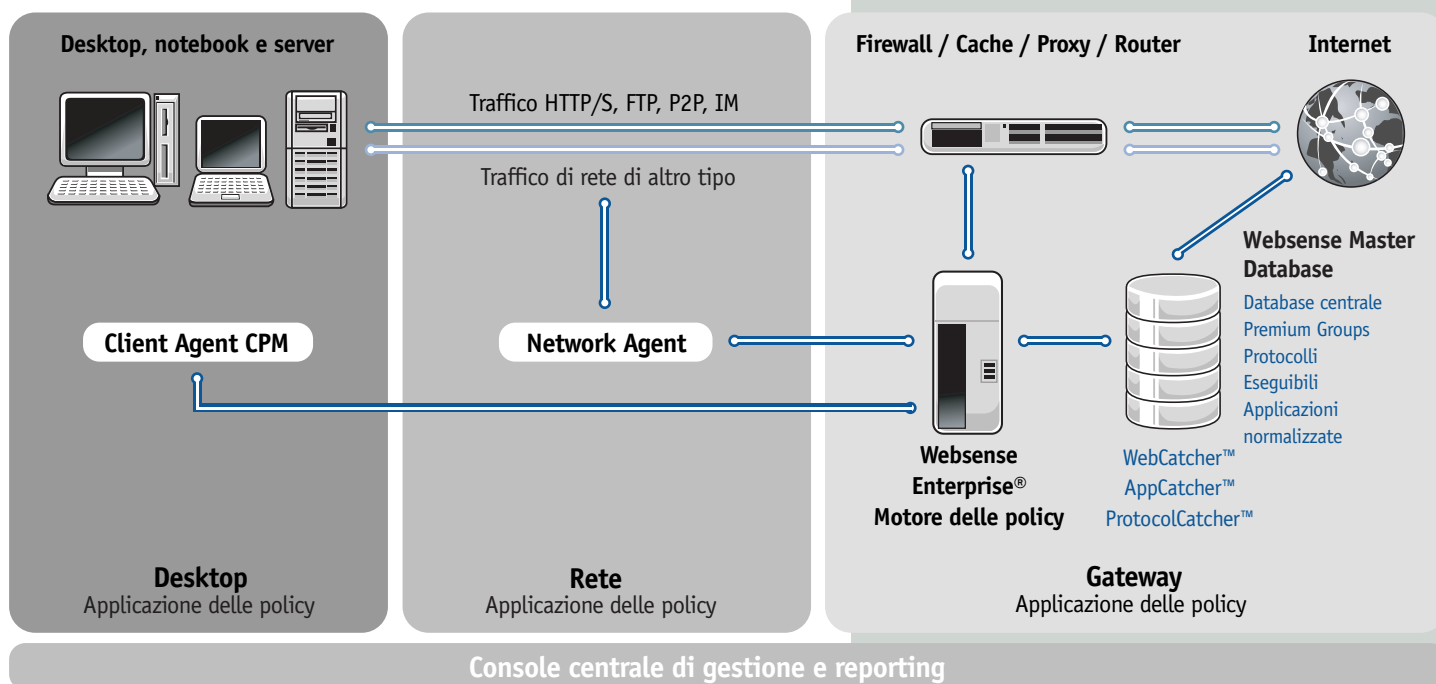 Desktop, notebook e server
Firewall / Cache / Proxy / Router
Internet
Traffico HTTP/S, FTP, P2P, IM
Traffico di rete di altro tipo
Client Agent CPM
Network Agent
Websense Master
Database
Database centrale
Premium Groups
Protocolli
Eseguibili
Applicazioni
normalizzate
Websense
Enterprise®
Motore delle policy
WebCatcher™
AppCatcher™
ProtocolCatcher™
Desktop
Applicazione delle policy
Rete
Applicazione delle policy
Gateway
Applicazione delle policy
Console centrale di gestione e reporting